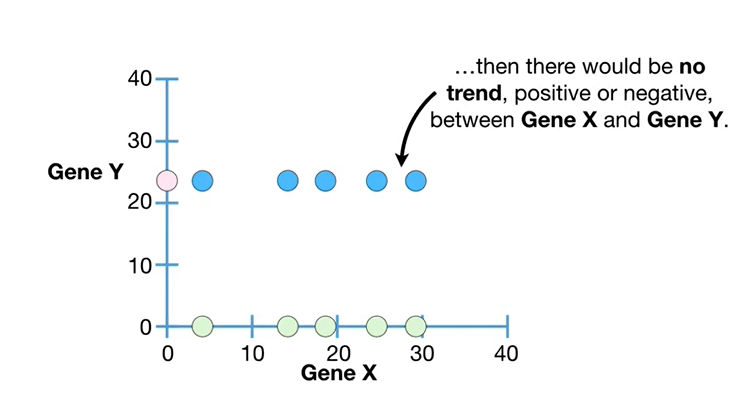 …then there would be no
trend, positive or negative,
between Gene X and Gene Y.
40
30
Gene Y
20
10
0
0 10 20 30 40
Gene X